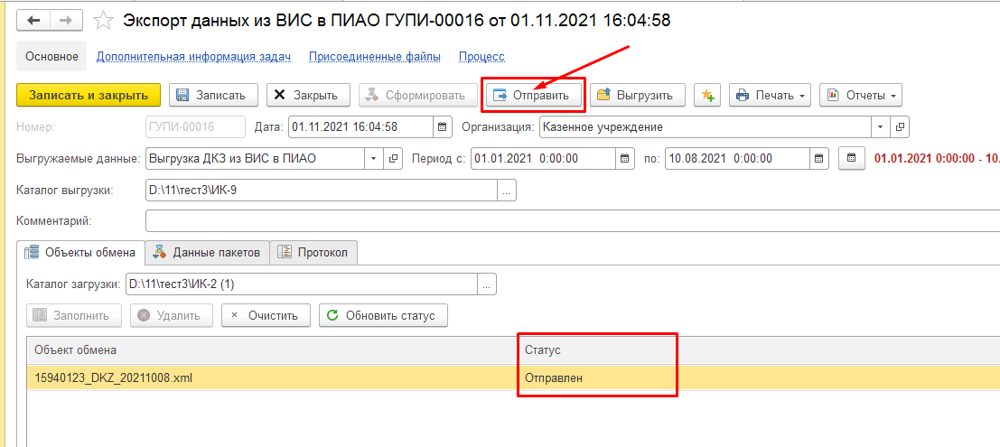 Экспорт данных из ВИС в ПИАО ГУПИ-00016 от 01.11.2021 16:04:58
Основное Дополнительная информация задач Присоединенные файлы Процесс
Записать и закрыть Записать Закрыть Сформировать Отправить Выгрузить Печать Отчеты
Номер: ГУПИ-00016 Дата: 01.11.2021 16:04:58 Организация: Казенное учреждение
Выгружаемые данные: Выгрузка ДКЗ из ВИС в ПИАО Период с: 01.01.2021 0:00:00 по: 10.08.2021 0:00:00 01.01.2021 0:00:00 - 10.
Каталог выгрузки: D:\11\тест3\ИК-9 ...
Комментарий:
Объекты обмена Данные пакетов Протокол
Каталог загрузки: D:\11\тест3\ИК-2 (1) ...
Заполнить Удалить Очистить Обновить статус
Объект обмена Статус
15940123_DKZ_20211008.xml Отправлен